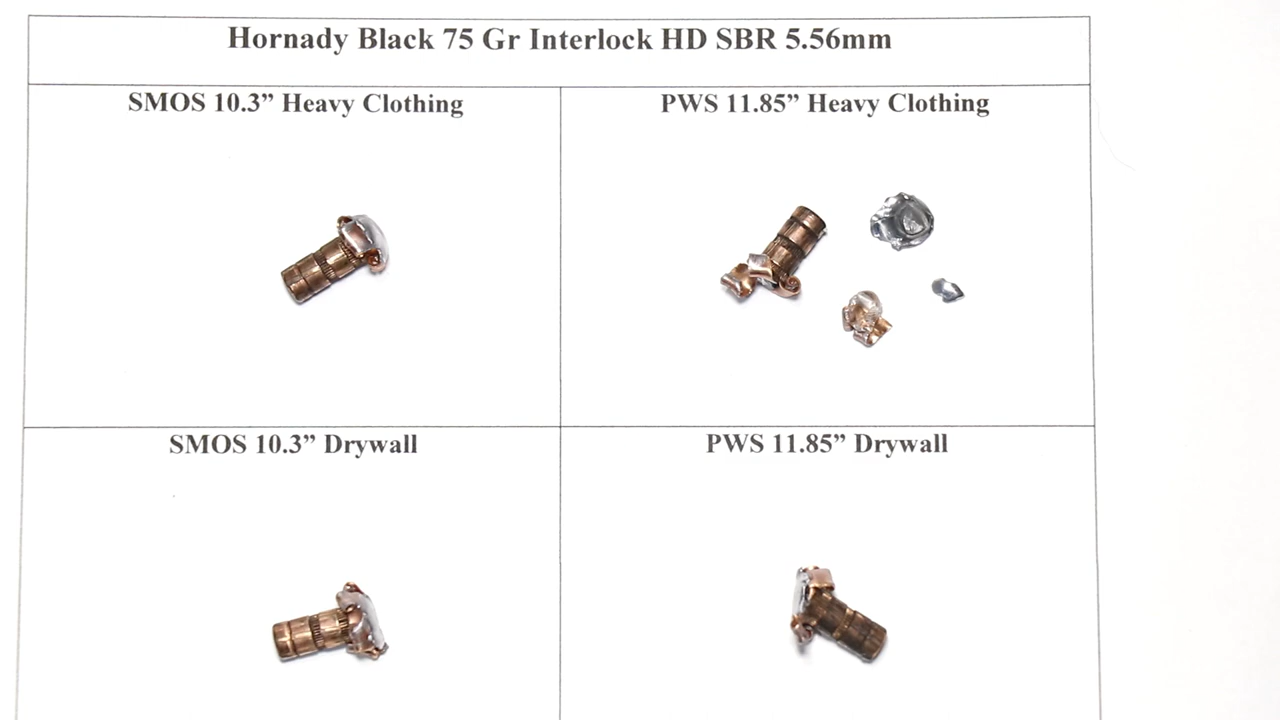 Hornady Black 75 Gr Interlock HD SBR 5.56mm
SMOS 10.3” Heavy Clothing
PWS 11.85” Heavy Clothing
SMOS 10.3” Drywall
PWS 11.85” Drywall